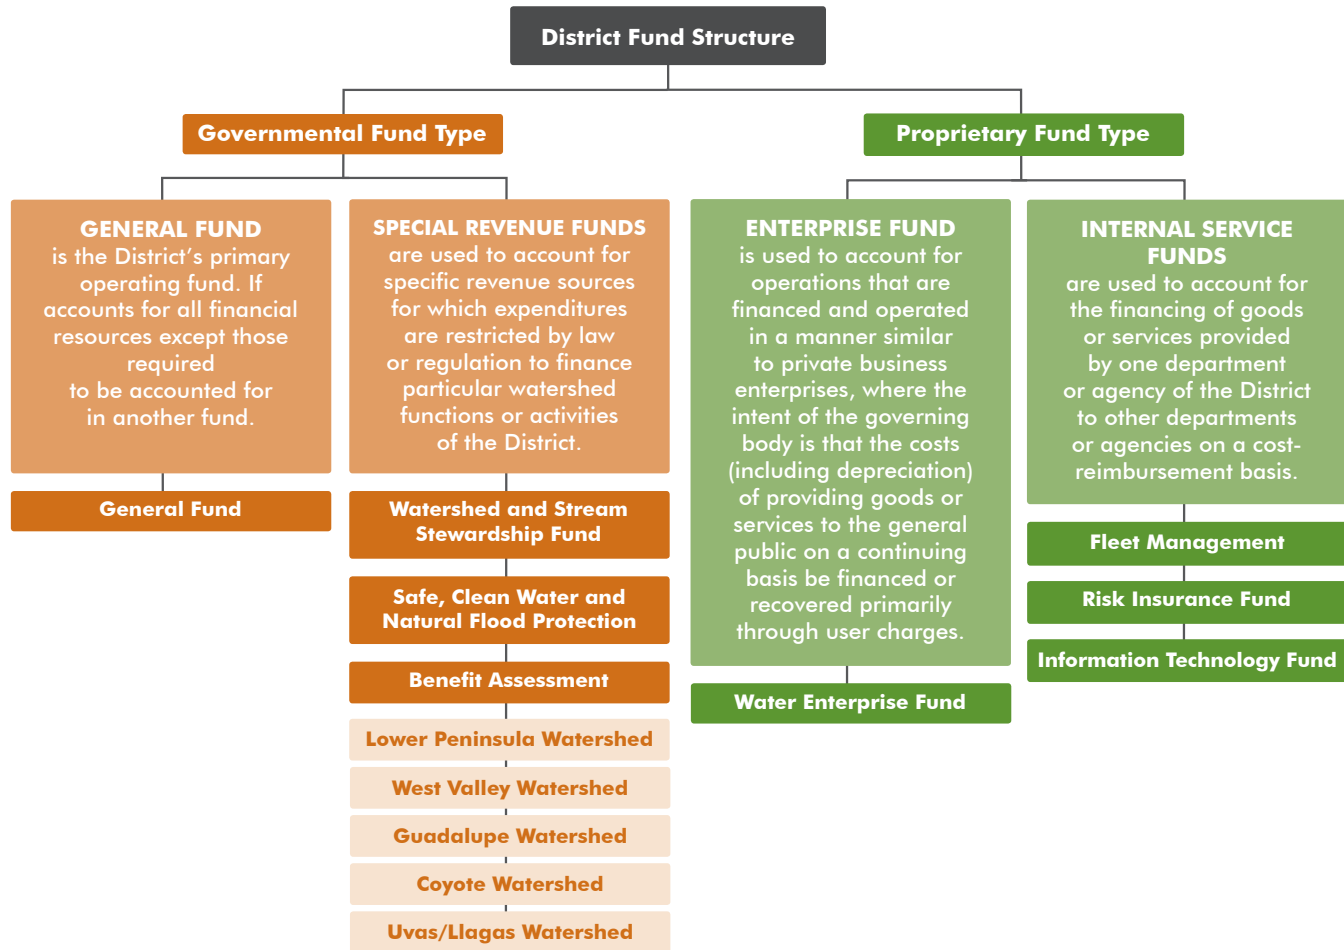 District Fund Structure
Governmental Fund Type
Proprietary Fund Type
GENERAL FUND
is the District's primary
operating fund. If
accounts for all financial
resources except those
required
to be accounted for
in another fund.
General Fund
SPECIAL REVENUE FUNDS
are used to account for
specific revenue sources
for which expenditures
are restricted by law
or regulation to finance
particular watershed
functions or activities
of the District.
Watershed and Stream
Stewardship Fund
Safe, Clean Water and
Natural Flood Protection
Benefit Assessment
Lower Peninsula Watershed
West Valley Watershed
Guadalupe Watershed
Coyote Watershed
Uvas/Llagas Watershed
ENTERPRISE FUND
is used to account for
operations that are
financed and operated
in a manner similar
to private business
enterprises, where the
intent of the governing
body is that the costs
(including depreciation)
of providing goods or
services to the general
public on a continuing
basis be financed or
recovered primarily
through user charges.
Water Enterprise Fund
INTERNAL SERVICE
FUNDS
are used to account for
the financing of goods
or services provided
by one department
or agency of the District
to other departments
or agencies on a cost-
reimbursement basis.
Fleet Management
Risk Insurance Fund
Information Technology Fund